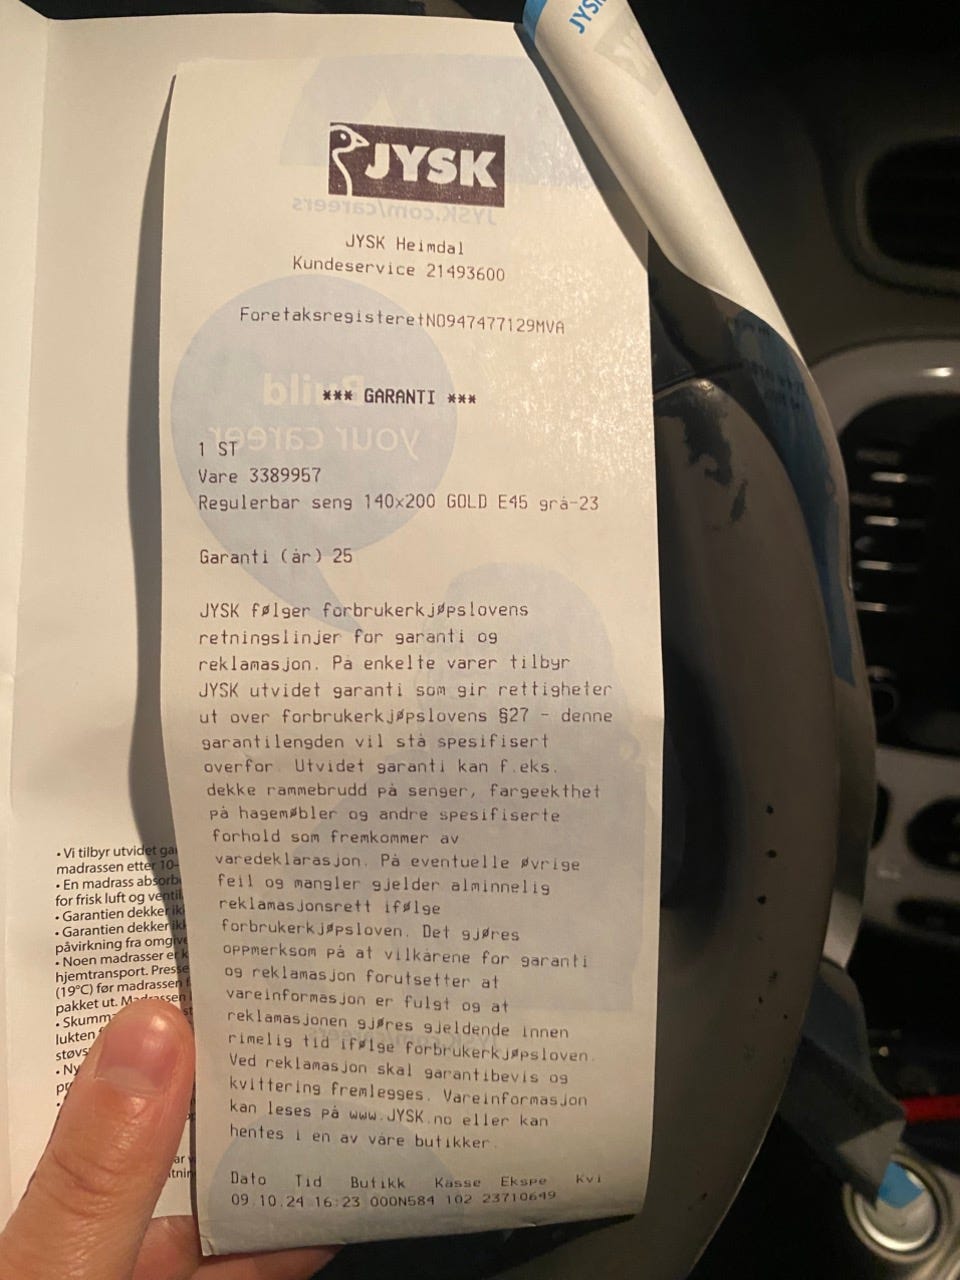 JYSK
JYSK
JYSK.com/careers
JYSK Heimdal
Kundeservice 21493600
ForetaksregisteretNO947477129MVA
Build
*** GARANTI ***
your career
1 ST
Vare 3389957
Regulerbar seng 140x200 GOLD E45 grå-23
Garanti (år) 25
JYSK følger forbrukerkjøpslovens
retningslinjer for garanti og
reklamasjon. På enkelte varer tilbyr
JYSK utvidet garanti som gir rettigheter
ut over forbrukerkjøpslovens §27 - denne
garantilengden vil stå spesifisert
overfor. Utvidet garanti kan f.eks.
dekke rammebrudd på senger, fargeekthet
på hagemøbler og andre spesifiserte
forhold som fremkommer av
varedeklarasjon. På eventuelle øvrige
feil og mangler gjelder alminnelig
reklamasjonsrett ifølge
forbrukerkjøpsloven. Det gjøres
oppmerksom på at vilkårene for garanti
og reklamasjon forutsetter at
vareinformasjon er fulgt og at
reklamasjonen gjøres gjeldende innen
rimelig tid ifølge forbrukerkjøpsloven.
Ved reklamasjon skal garantibevis og
kvittering fremlegges. Vareinformasjon
kan leses på www.JYSK.no eller kan
hentes i en av våre butikker.
Dato Tid Butikk Kasse Ekspe Kvi
09.10.24 16:23 000N584 102 23710649
• Vi tilbyr utvidet
madrassen etter 10-
• En madrass
for frisk luft og
• Garantien dekker
• Garantien dekker
påvirkning fra
• Noen madrasser er
hjemtransport.
(19°C) før madrassen
pakket ut.
lukten